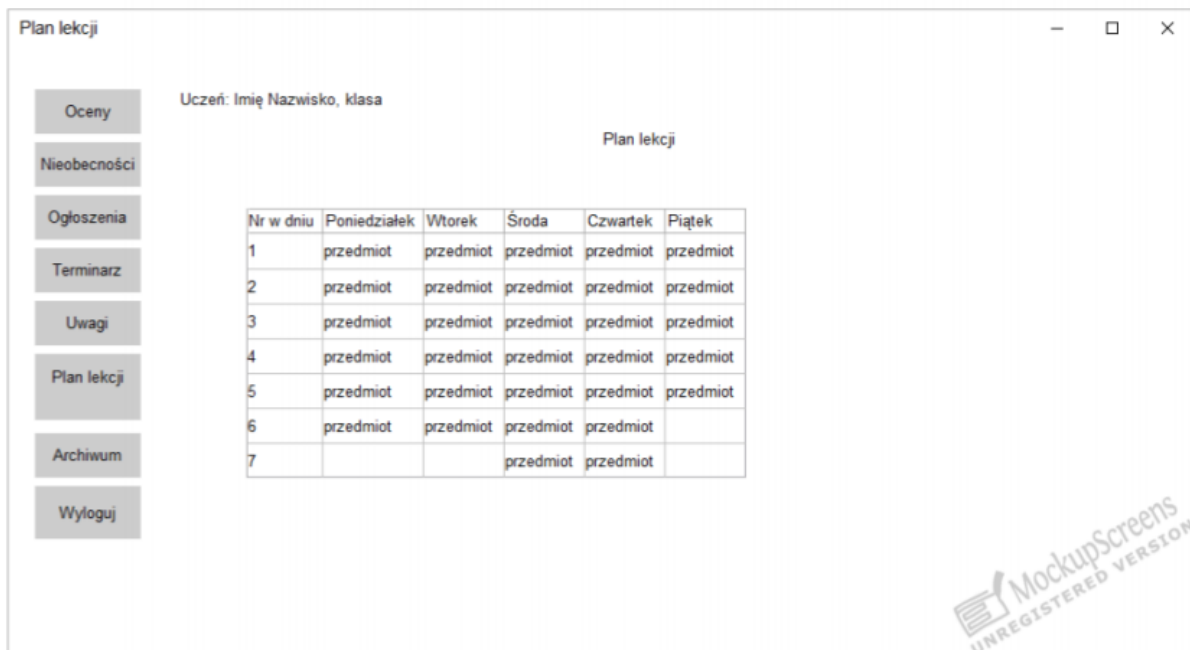 Plan lekcji
Oceny
Nieobecności
Ogłoszenia
Terminarz
Uwagi
Plan lekcji
Archiwum
Wyloguj
Uczeń: Imię Nazwisko, klasa
Plan lekcji
Nr w dniu Poniedziałek Wtorek Środa Czwartek Piątek
1 przedmiot przedmiot przedmiot przedmiot przedmiot
2 przedmiot przedmiot przedmiot przedmiot przedmiot
3 przedmiot przedmiot przedmiot przedmiot przedmiot
4 przedmiot przedmiot przedmiot przedmiot przedmiot
5 przedmiot przedmiot przedmiot przedmiot przedmiot
6 przedmiot przedmiot przedmiot przedmiot
7 przedmiot przedmiot
MockupScreens
UNREGISTERED VERSION